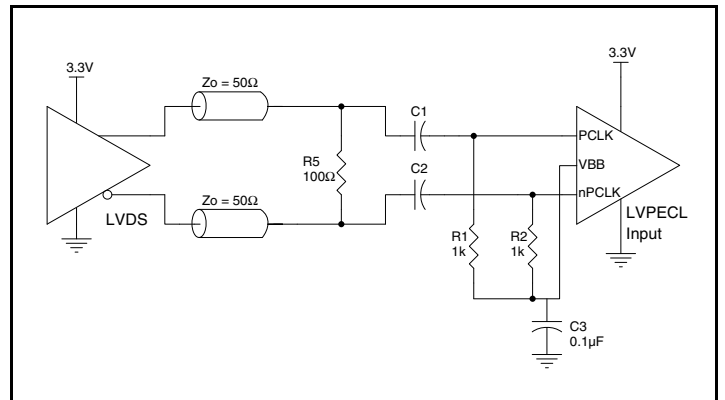 3.3V
Zo = 50Ω
3.3V
C1
PCLK
R5
100Ω
C2
VBB
nPCLK
LVDS
Zo = 50Ω
LVPECL
Input
R1
1k
R2
1k
C3
0.1µF